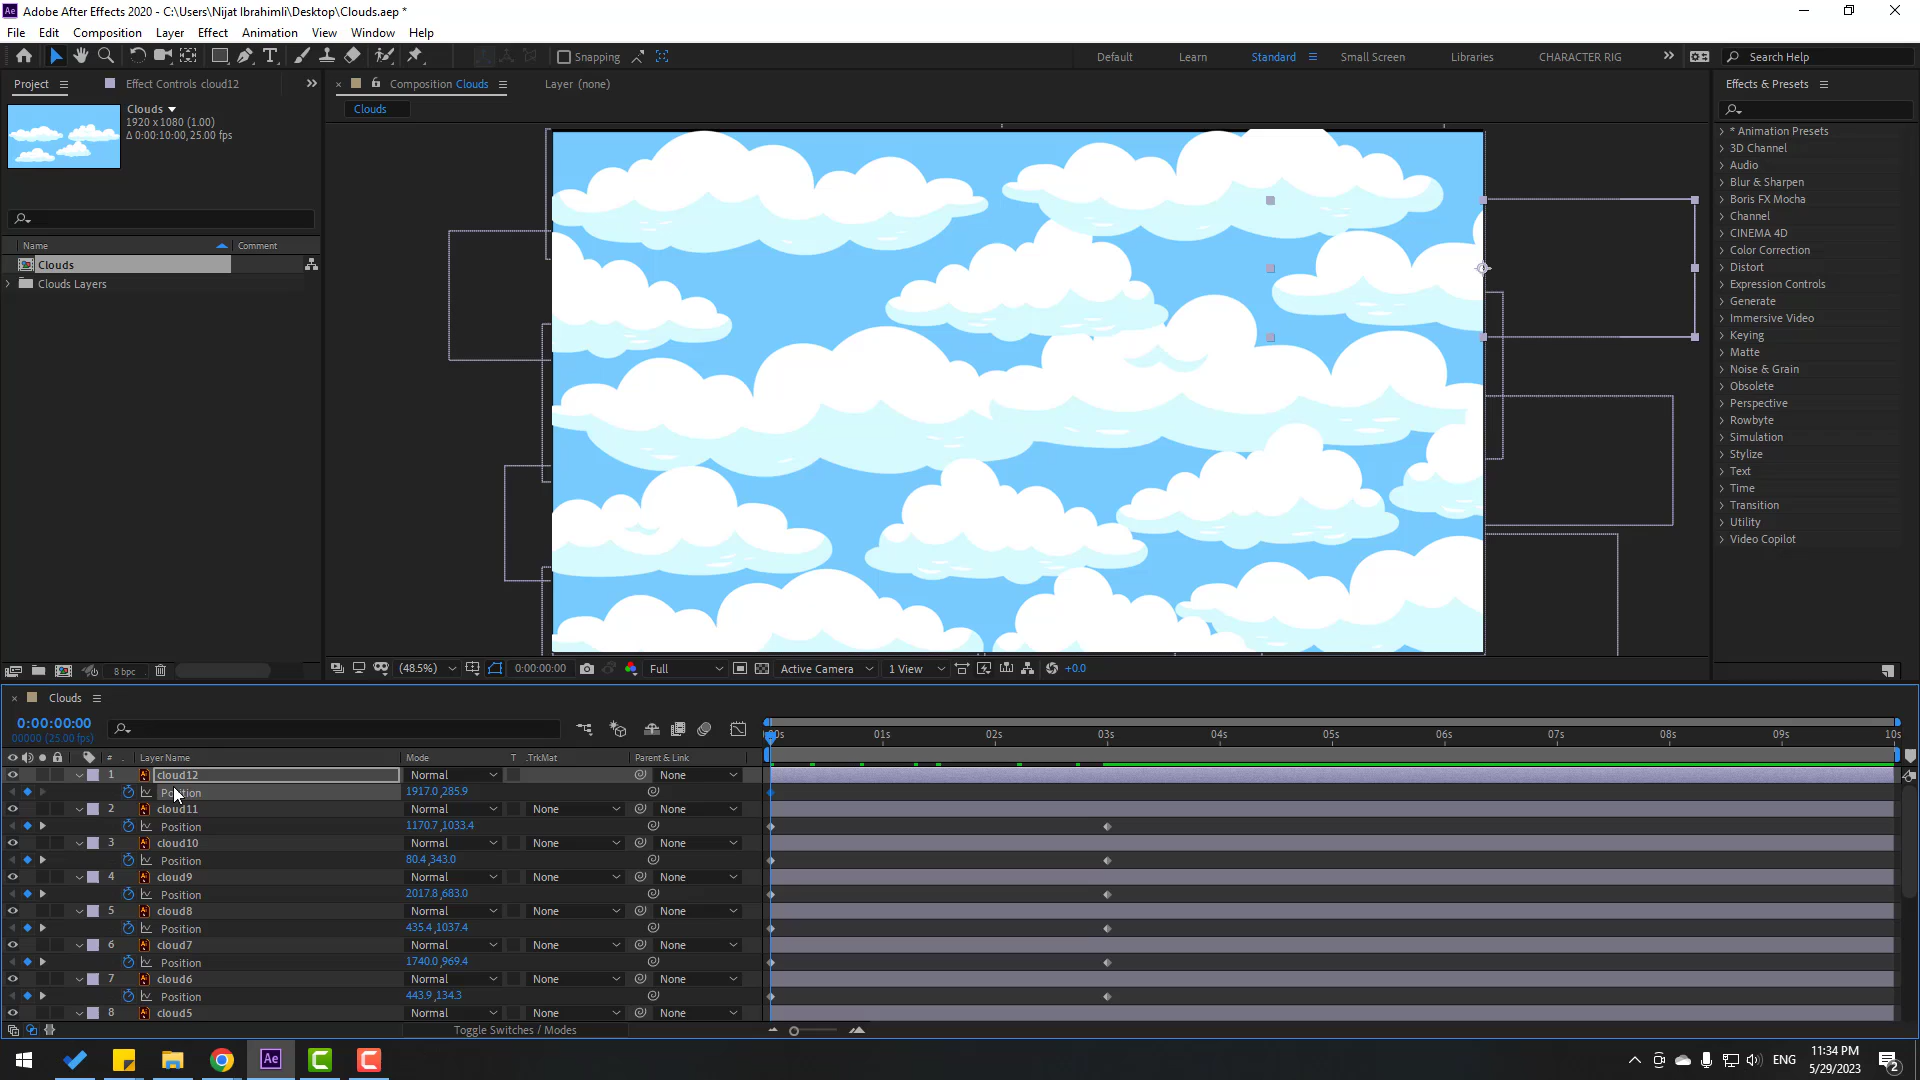 Ae Adobe After Effects 2020 - C:\Users\Nijat Ibrahimli\Desktop\Clouds.aep *
File Edit Composition Layer Effect Animation View Window Help
Snapping Default Learn Standard Small Screen Libraries CHARACTER RIG Search Help
Project Effect Controls cloud12 Composition Clouds Layer (none) Effects & Presets
Clouds
1920 x 1080 (1.00)
Δ 0:00:10:00, 25.00 fps
Clouds
Name Comment
Clouds
Clouds Layers
* Animation Presets
3D Channel
Audio
Blur & Sharpen
Boris FX Mocha
Channel
CINEMA 4D
Color Correction
Distort
Expression Controls
Generate
Immersive Video
Keying
Matte
Noise & Grain
Obsolete
Perspective
Rowbyte
Simulation
Stylize
Text
Time
Transition
Utility
Video Copilot
8 bpc (48.5%) 0:00:00:00 Full Active Camera 1 View +0.0
Clouds
0:00:00:00
00000 (25.00 fps)
01s 02s 03s 04s 05s 06s 07s 08s 09s 10s
# Layer Name Mode T .TrkMat Parent & Link
1 cloud12 Normal None
Position 1917.0,285.9
2 cloud11 Normal None None
Position 1170.7,1033.4
3 cloud10 Normal None None
Position 80.4,343.0
4 cloud9 Normal None None
Position 2017.8,683.0
5 cloud8 Normal None None
Position 435.4,1037.4
6 cloud7 Normal None None
Position 1740.0,969.4
7 cloud6 Normal None None
Position 443.9,134.3
8 cloud5 Normal None None
Toggle Switches / Modes
Ae ENG 11:34 PM
5/29/2023
2